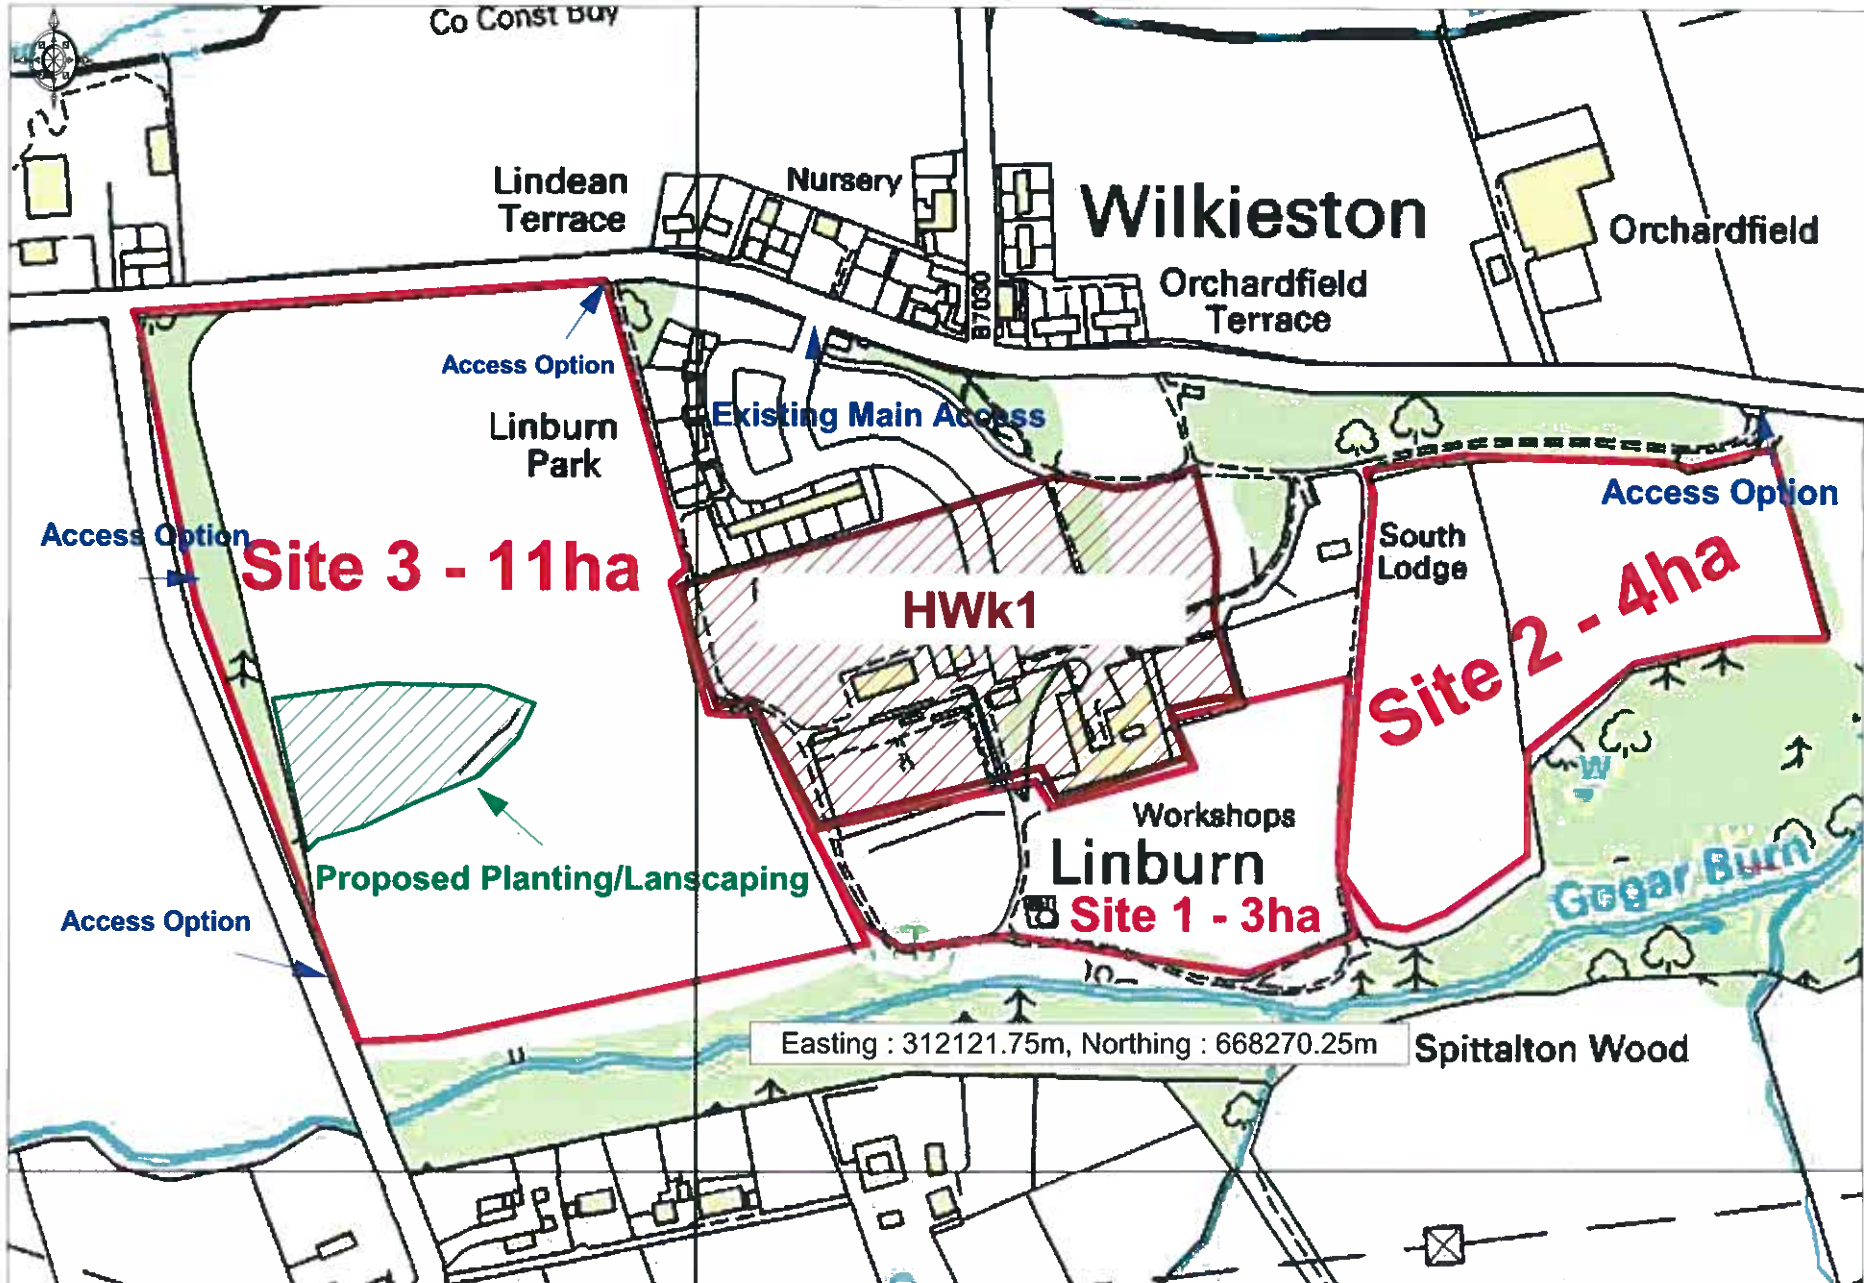 Co Const Bdy
Lindean
Terrace
Nursery
Wilkieston
Orchardfield
B7030
Orchardfield
Terrace
Access Option
Existing Main Access
Linburn
Park
Access Option
South
Lodge
Access Option
Site 3 - 11ha
HWk1
Site 2 - 4ha
W
Workshops
Proposed Planting/Lanscaping
Linburn
Gogar Burn
Access Option
Site 1 - 3ha
Easting : 312121.75m, Northing : 668270.25m
Spittalton Wood